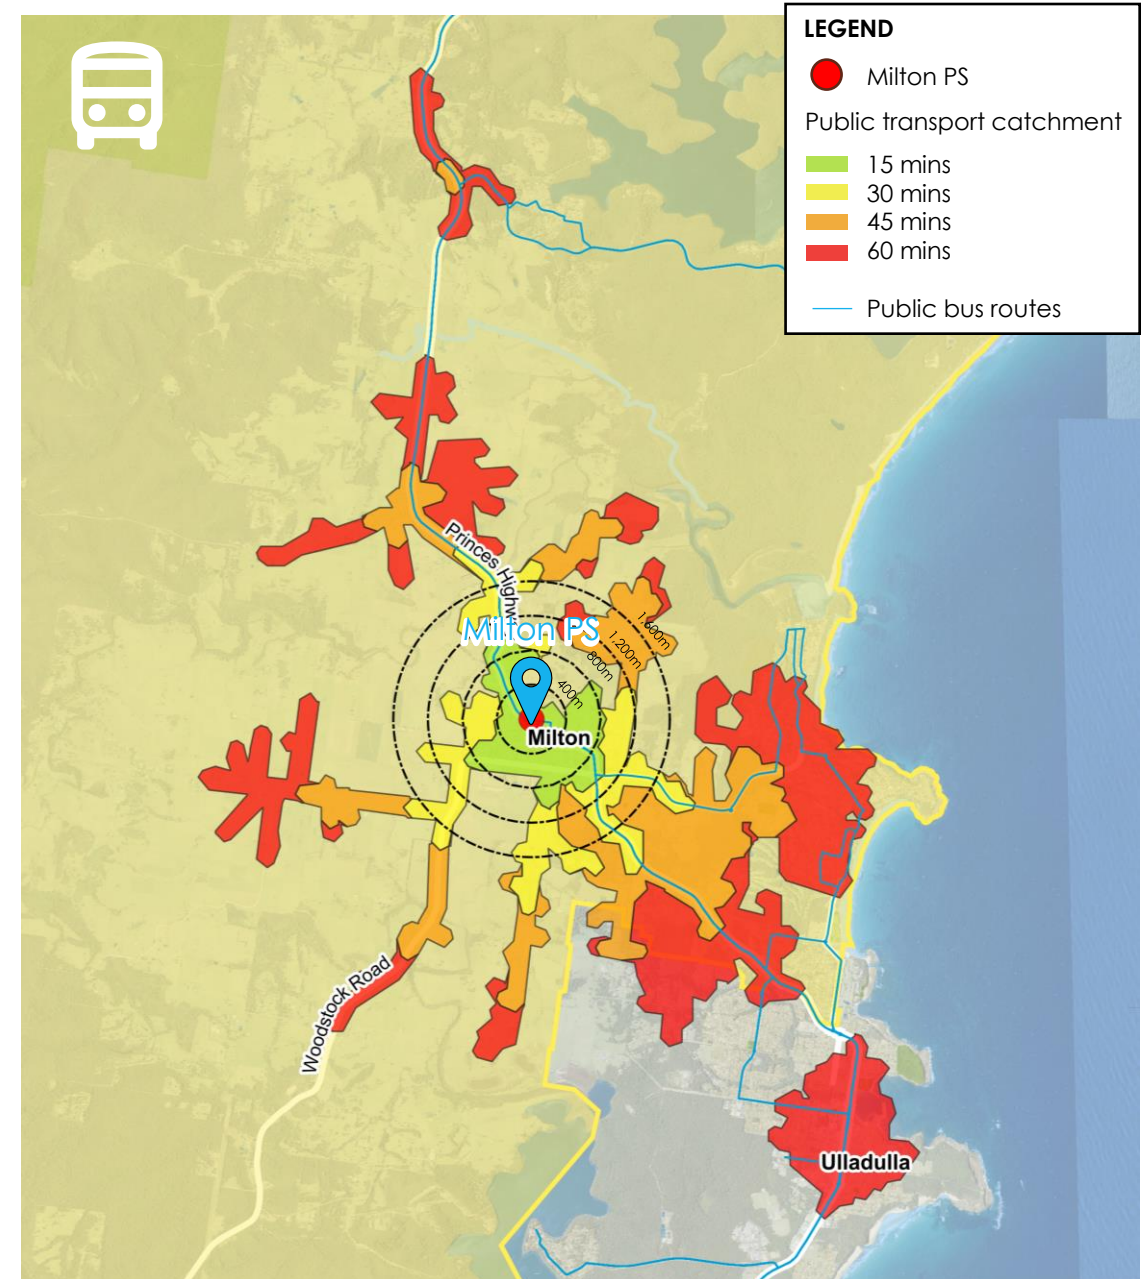 LEGEND
Milton PS
Public transport catchment
15 mins
30 mins
45 mins
60 mins
Public bus routes
Princes Highw
Milton PS
1,600m
1,200m
800m
400m
Milton
Woodstock Road
Ulladulla